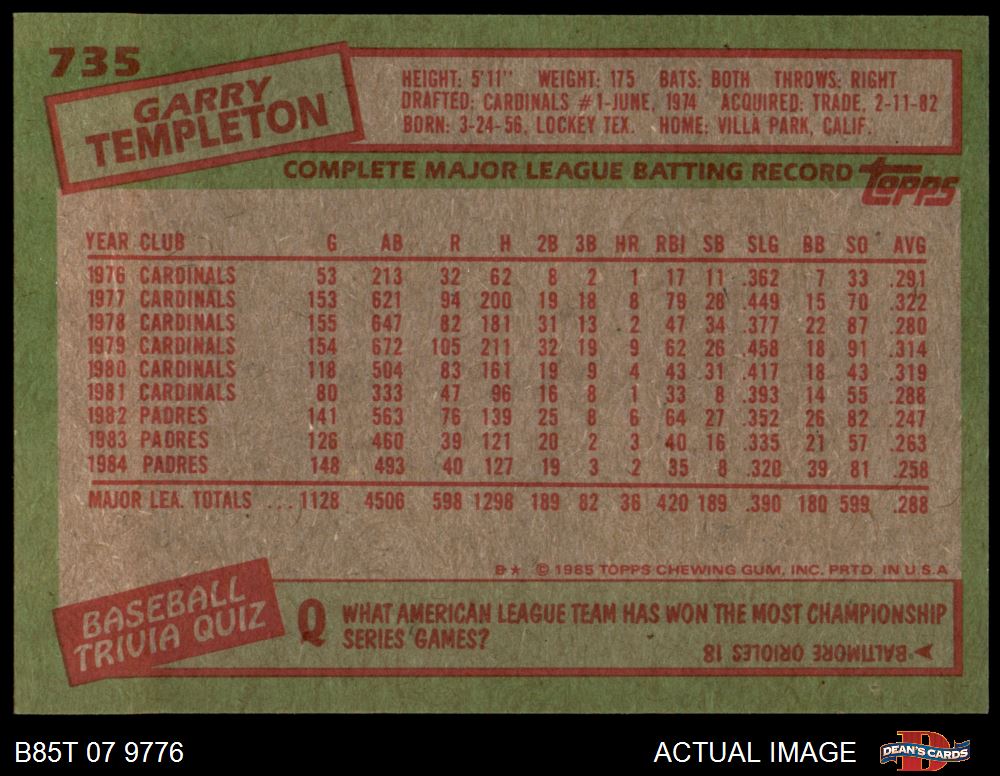 735
GARRY
TEMPLETON
HEIGHT: 5'11" WEIGHT: 175 BATS: BOTH THROWS: RIGHT
DRAFTED: CARDINALS #1-JUNE, 1974 ACQUIRED: TRADE, 2-11-82
BORN: 3-24-56, LOCKEY TEX. HOME: VILLA PARK, CALIF.
COMPLETE MAJOR LEAGUE BATTING RECORD topps
YEAR CLUB G AB R H 2B 3B HR RBI SB SLG BB SO AVG
1976 CARDINALS 53 213 32 62 8 2 1 17 11 .362 7 33 .291
1977 CARDINALS 153 621 94 200 19 18 8 79 28 .449 15 70 .322
1978 CARDINALS 155 647 82 181 31 13 2 47 34 .377 22 87 .280
1979 CARDINALS 154 672 105 211 32 19 9 62 26 .458 18 91 .314
1980 CARDINALS 118 504 83 161 19 9 4 43 31 .417 18 43 .319
1981 CARDINALS 80 333 47 96 16 8 1 33 8 .393 14 55 .288
1982 PADRES 141 563 76 139 25 8 6 64 27 .352 26 82 .247
1983 PADRES 126 460 39 121 20 2 3 40 16 .335 21 57 .263
1984 PADRES 148 493 40 127 19 3 2 35 8 .320 39 81 .258
MAJOR LEA. TOTALS ... 1128 4506 598 1298 189 82 36 420 189 .390 180 599 .288
B★ © 1985 TOPPS CHEWING GUM, INC. PRTD. IN U.S.A
BASEBALL
TRIVIA QUIZ
Q WHAT AMERICAN LEAGUE TEAM HAS WON THE MOST CHAMPIONSHIP
SERIES GAMES?
BALTIMORE ORIOLES 18
B85T 07 9776
ACTUAL IMAGE
D
DEAN'S CARDS